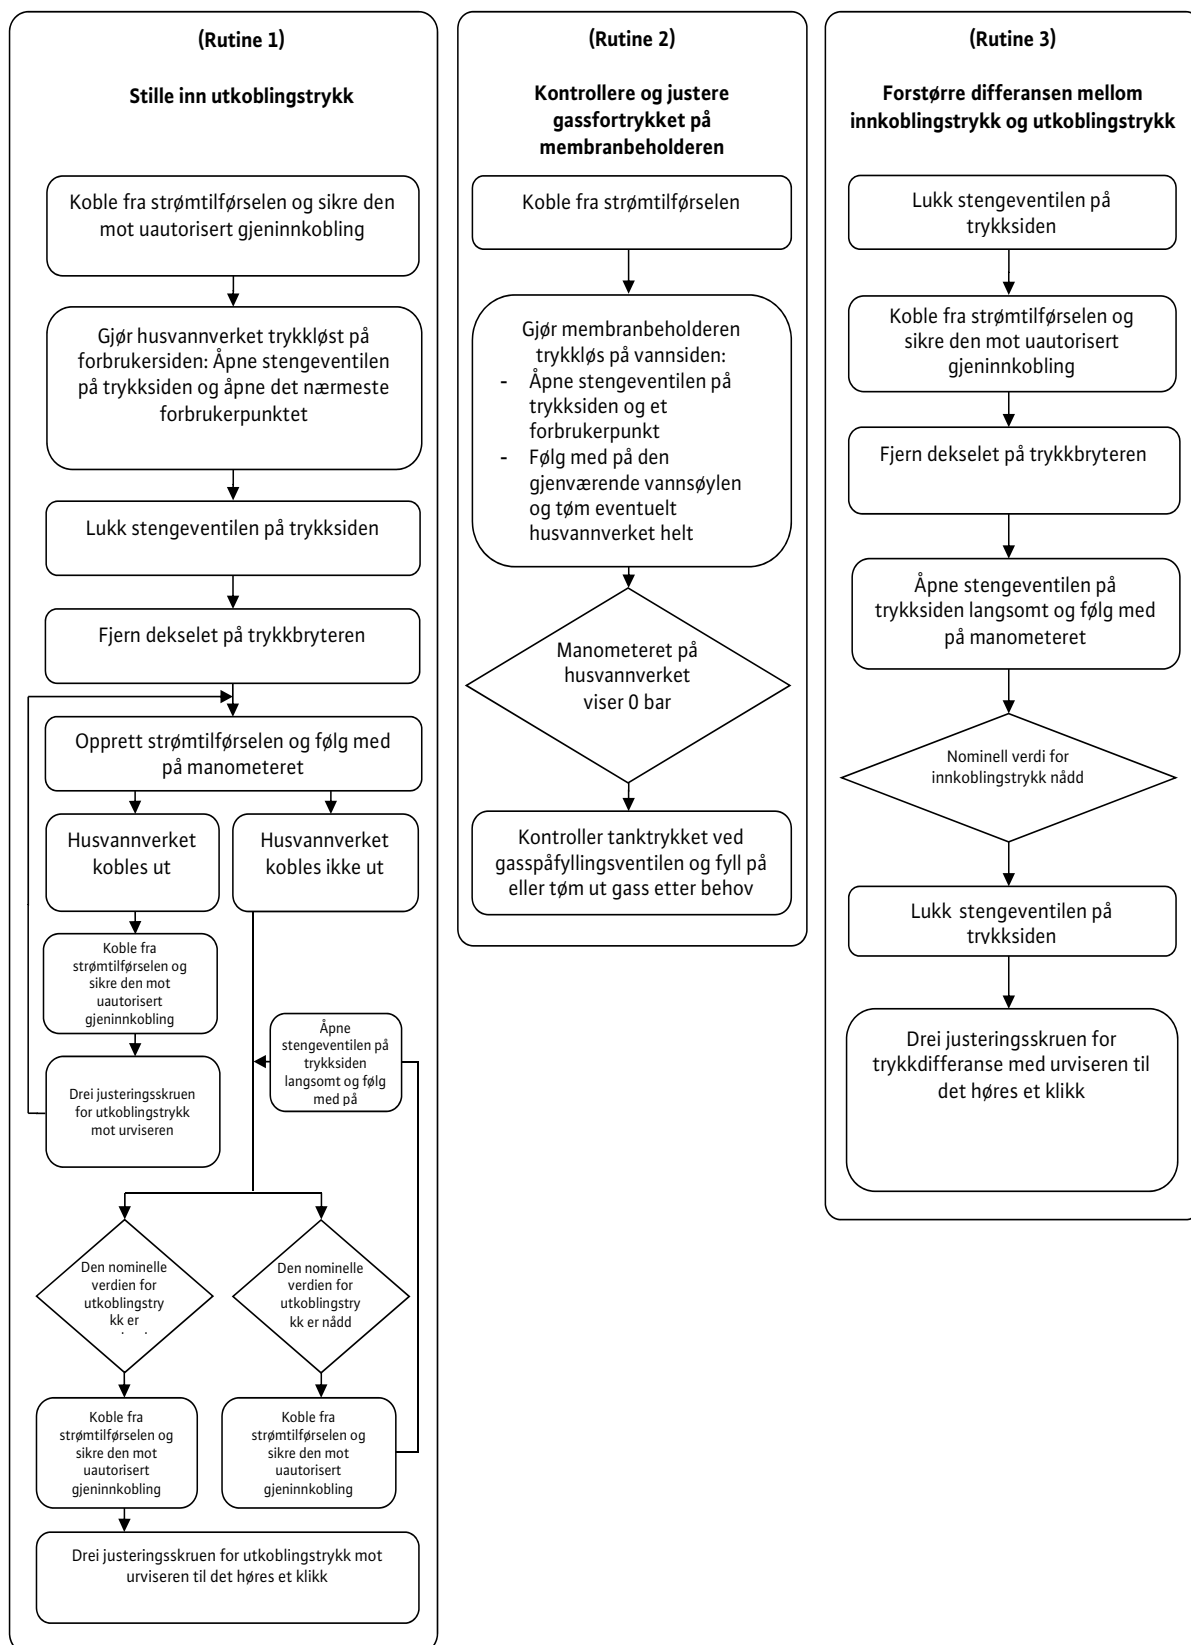 (Rutine 1)
Stille inn utkoblingstrykk
Koble fra strømtilførselen og sikre den
mot uautorisert gjeninnkobling
Gjør husvannverket trykkløst på
forbrukersiden: Åpne stengeventilen
på trykksiden og åpne det nærmeste
forbrukerpunktet
Lukk stengeventilen på trykksiden
Fjern dekselet på trykkbryteren
Opprett strømtilførselen og følg med
på manometeret
Husvannverket
kobles ut
Husvannverket
kobles ikke ut
Koble fra
strømtilførselen og
sikre den mot
uautorisert
gjeninnkobling
Åpne
stengeventilen på
trykksiden
langsomt og følg
med på
Drei justeringsskruen
for utkoblingstrykk
mot urviseren
Den nominelle
verdien for
utkoblingstry
kk er
Den nominelle
verdien for
utkoblingstry
kk er nådd
Koble fra
strømtilførselen og
sikre den mot
uautorisert
gjeninnkobling
Koble fra
strømtilførselen og
sikre den mot
uautorisert
gjeninnkobling
Drei justeringsskruen for utkoblingstrykk mot
urviseren til det høres et klikk
(Rutine 2)
Kontrollere og justere
gassfortrykket på
membranbeholderen
Koble fra strømtilførselen
Gjør membranbeholderen
trykkløs på vannsiden:
- Åpne stengeventilen på
trykksiden og et
forbrukerpunkt
- Følg med på den
gjenværende vannsøylen
og tøm eventuelt
husvannverket helt
Manometeret på
husvannverket
viser 0 bar
Kontroller tanktrykket ved
gasspåfyllingsventilen og fyll på
eller tøm ut gass etter behov
(Rutine 3)
Forstørre differansen mellom
innkoblingstrykk og utkoblingstrykk
Lukk stengeventilen på
trykksiden
Koble fra strømtilførselen og
sikre den mot uautorisert
gjeninnkobling
Fjern dekselet på trykkbryteren
Åpne stengeventilen på
trykksiden langsomt og følg med
på manometeret
Nominell verdi for
innkoblingstrykk nådd
Lukk stengeventilen på
trykksiden
Drei justeringsskruen for
trykkdifferanse med urviseren til
det høres et klikk